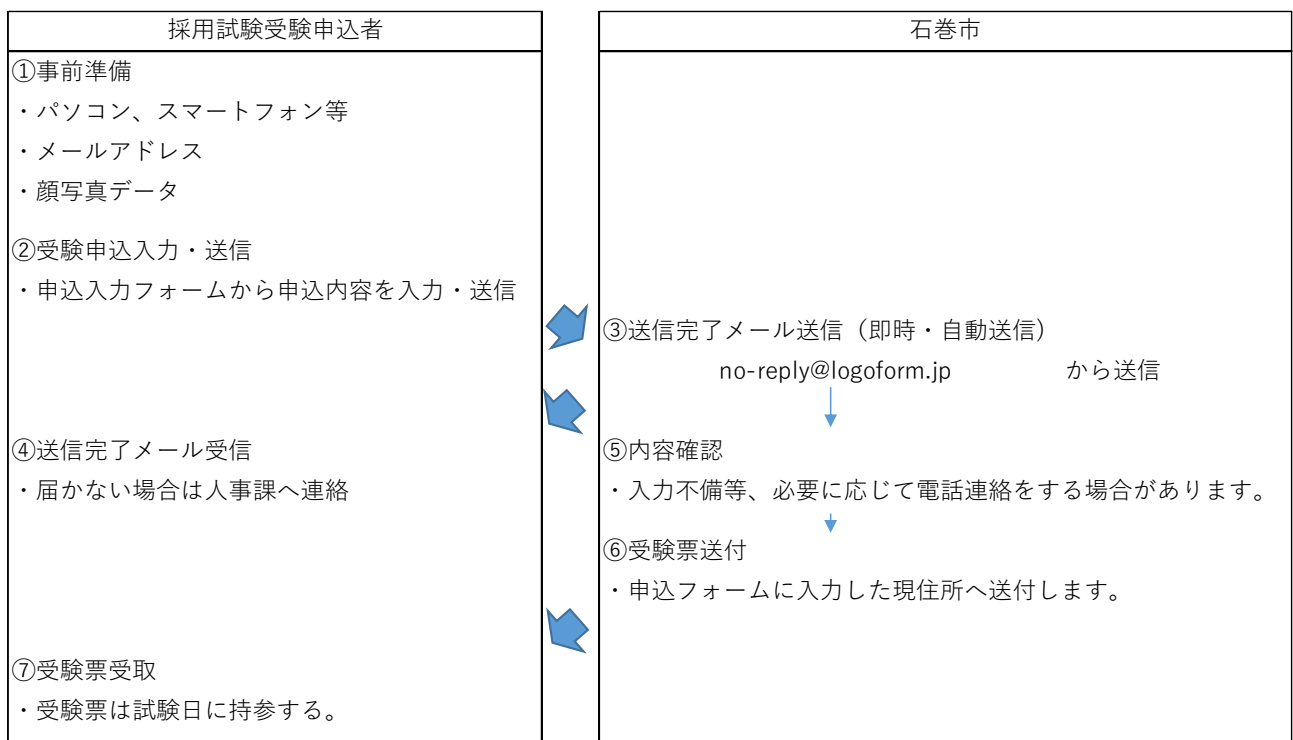 採用試験受験申込者
石巻市
①事前準備
・パソコン、スマートフォン等
・メールアドレス
・顔写真データ
②受験申込入力・送信
・申込入力フォームから申込内容を入力・送信
③送信完了メール送信（即時・自動送信）
no-reply@logoform.jp から送信
④送信完了メール受信
・届かない場合は人事課へ連絡
⑤内容確認
・入力不備等、必要に応じて電話連絡をする場合があります。
⑥受験票送付
・申込フォームに入力した現住所へ送付します。
⑦受験票受取
・受験票は試験日に持参する。